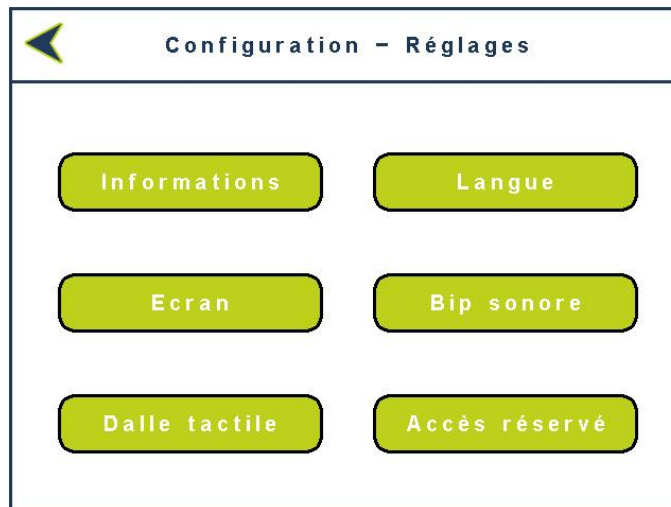 Configuration – Réglages
Informations
Langue
Ecran
Bip sonore
Dalle tactile
Accès réservé